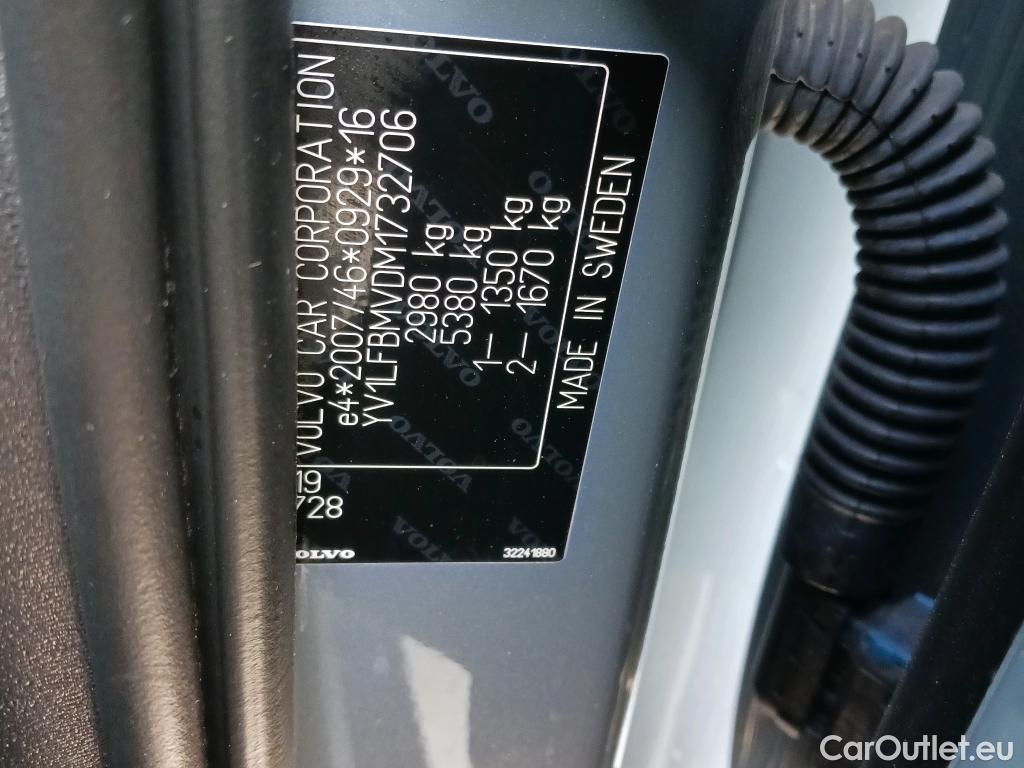 VOLVO CAR CORPORATION
e4*2007/46*0929*16
YV1LFBMVDM1732706
2980 kg
5380 kg
1– 1350 kg
2– 1670 kg
MADE IN SWEDEN
19
728
VOLVO
32241880
CarOutlet.eu